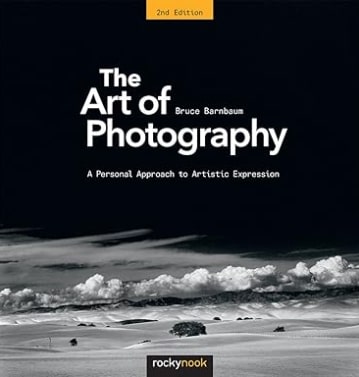 2nd Edition
The
Art of Bruce Barnbaum
Photography
A Personal Approach to Artistic Expression
rockynook